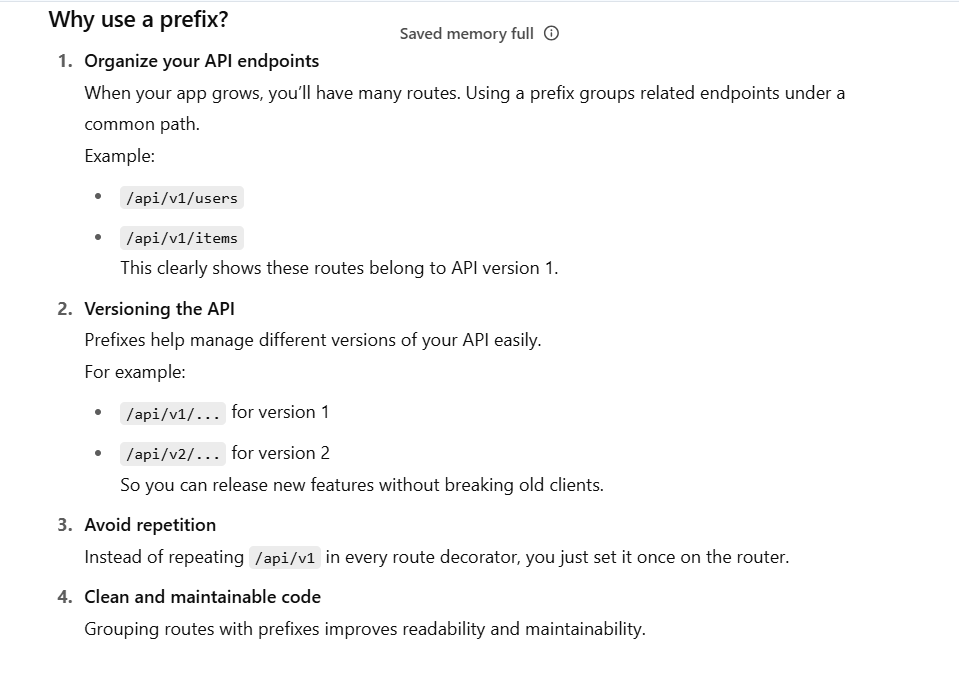 Why use a prefix?
Saved memory full
1. Organize your API endpoints
When your app grows, you’ll have many routes. Using a prefix groups related endpoints under a
common path.
Example:
• /api/v1/users
• /api/v1/items
This clearly shows these routes belong to API version 1.
2. Versioning the API
Prefixes help manage different versions of your API easily.
For example:
• /api/v1/... for version 1
• /api/v2/... for version 2
So you can release new features without breaking old clients.
3. Avoid repetition
Instead of repeating /api/v1 in every route decorator, you just set it once on the router.
4. Clean and maintainable code
Grouping routes with prefixes improves readability and maintainability.